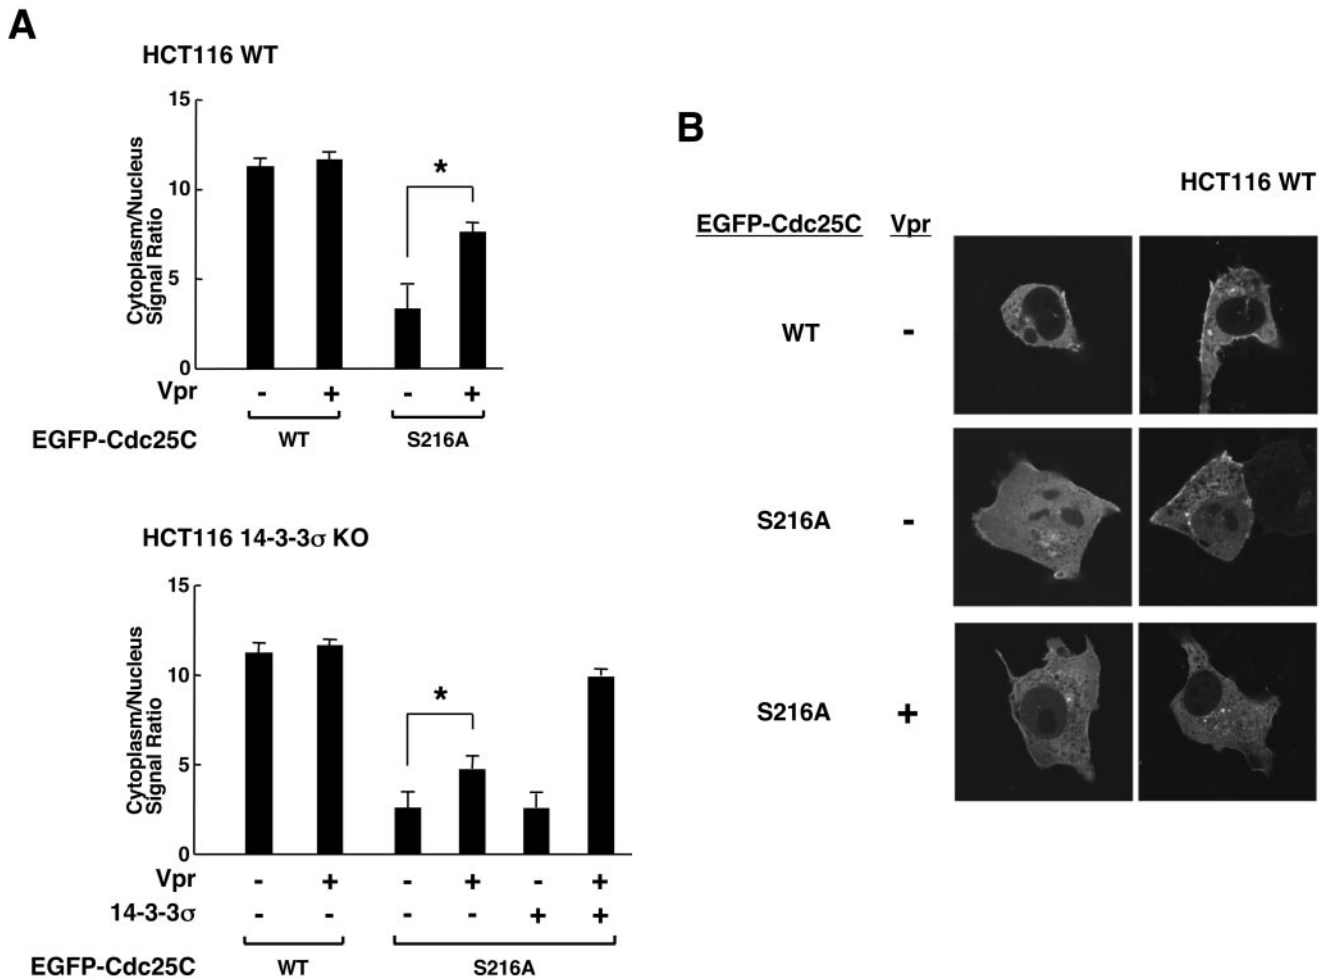 A
HCT116 WT
15
10
5
0
Cytoplasm/Nucleus
Signal Ratio
*
Vpr - + - +
EGFP-Cdc25C WT S216A
HCT116 14-3-3σ KO
15
10
5
0
Cytoplasm/Nucleus
Signal Ratio
*
Vpr - + - + - +
14-3-3σ - - - - + +
EGFP-Cdc25C WT S216A
B
HCT116 WT
EGFP-Cdc25C Vpr
WT -
S216A -
S216A +